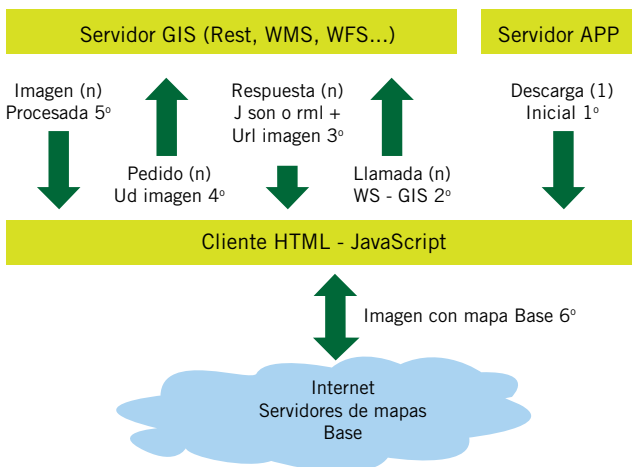 Servidor GIS (Rest, WMS, WFS...)
Servidor APP
Imagen (n)
Procesada 5º
Pedido (n)
Ud imagen 4º
Respuesta (n)
J son o rml +
Url imagen 3º
Llamada (n)
WS - GIS 2º
Descarga (1)
Inicial 1º
Cliente HTML - JavaScript
Imagen con mapa Base 6º
Internet
Servidores de mapas
Base